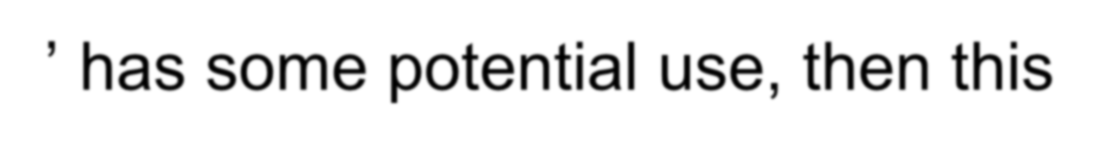 ’ has some potential use, then this